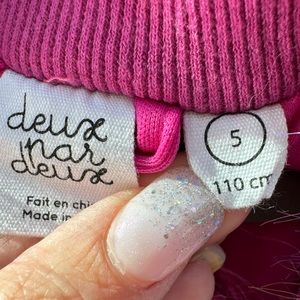 deux
par
deux
Fait en chi
Made in
5
110 cm